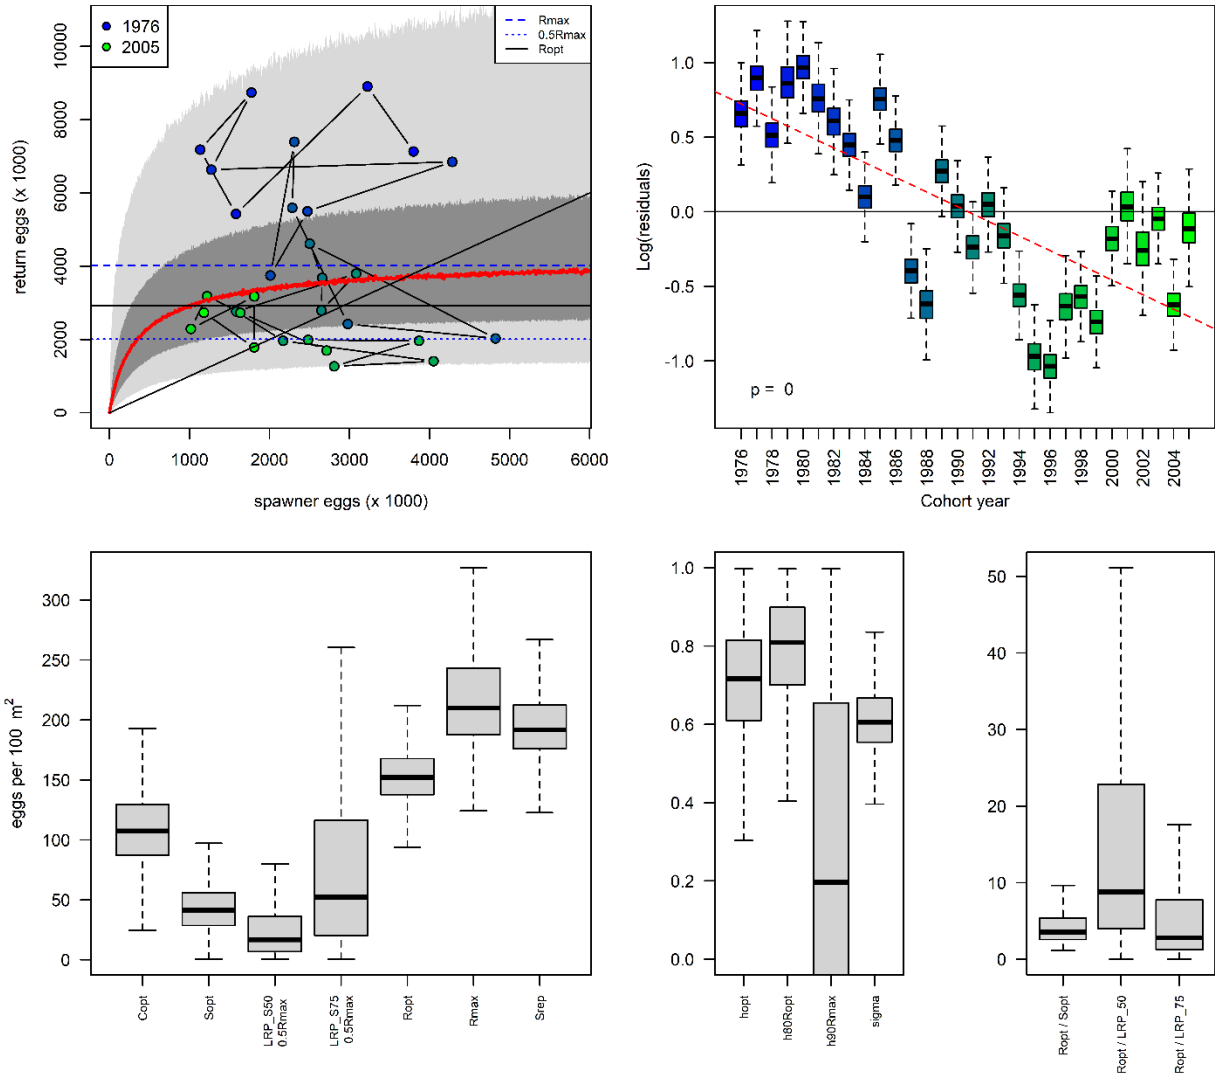 1976
2005
Rmax
0.5Rmax
Ropt
return eggs (x 1000)
0
2000
4000
6000
8000
10000
0 1000 2000 3000 4000 5000 6000
spawner eggs (x 1000)
Log(residuals)
1.0
0.5
0.0
-0.5
-1.0
p = 0
1976 1978 1980 1982 1984 1986 1988 1990 1992 1994 1996 1998 2000 2002 2004
Cohort year
eggs per 100 m²
300
250
200
150
100
50
0
Copt
Sopt
LRP_S50
0.5Rmax
LRP_S75
0.5Rmax
Ropt
Rmax
Srep
1.0
0.8
0.6
0.4
0.2
0.0
hopt
h80Ropt
h90Rmax
sigma
50
40
30
20
10
0
Ropt / Sopt
Ropt / LRP_50
Ropt / LRP_75